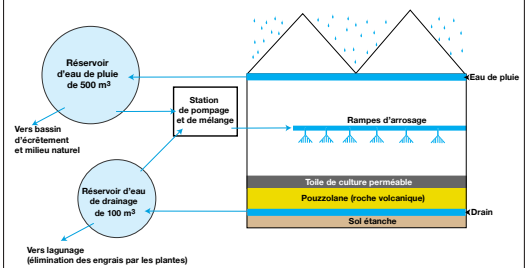 Réservoir
d'eau de pluie
de 500 m³
Eau de pluie
Station
de pompage
et de mélange
Rampes d'arrosage
Vers bassin
d'écrêtement
et milieu naturel
Réservoir d'eau
de drainage
de 100 m³
Toile de culture perméable
Pouzzolane (roche volcanique)
Drain
Sol étanche
Vers lagunage
(élimination des engrais par les plantes)